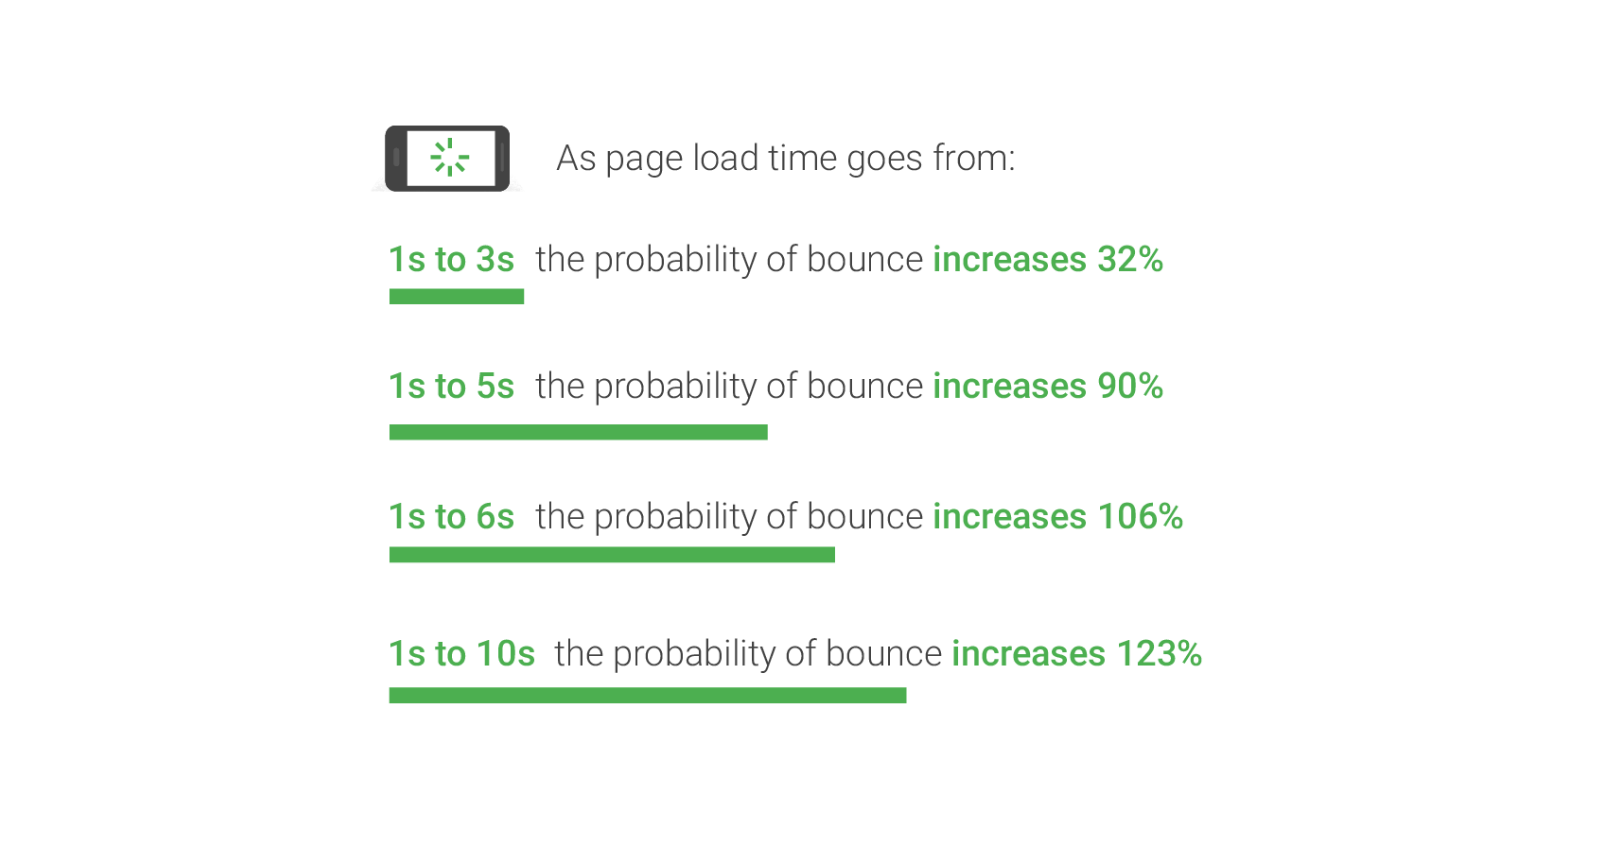 As page load time goes from:
1s to 3s the probability of bounce increases 32%
1s to 5s the probability of bounce increases 90%
1s to 6s the probability of bounce increases 106%
1s to 10s the probability of bounce increases 123%